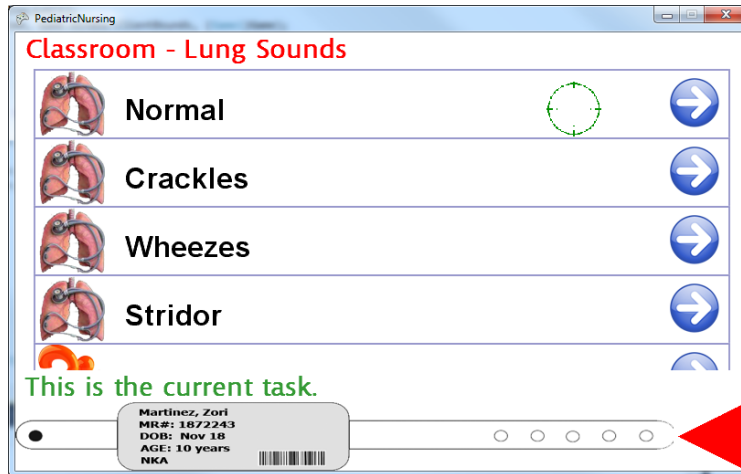 PediatricNursing
Classroom - Lung Sounds
Normal
Crackles
Wheezes
Stridor
This is the current task.
Martinez, Zori
MR#: 1872243
DOB: Nov 18
AGE: 10 years
NKA